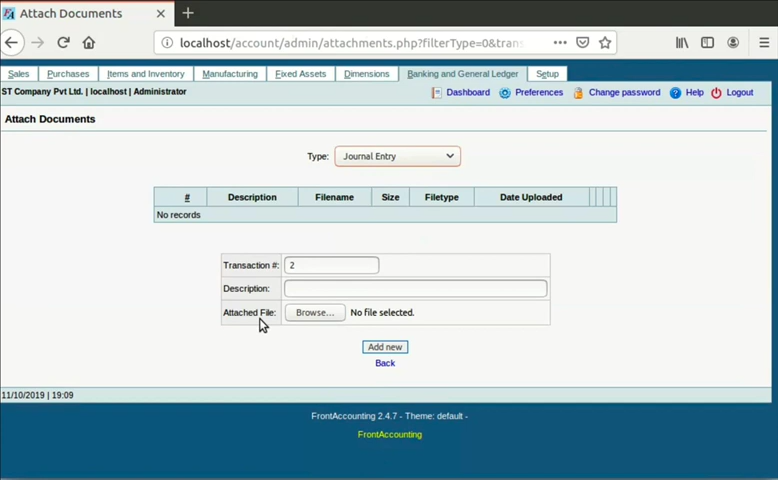 Attach Documents
localhost/account/admin/attachments.php?filterType=0&trans
Sales Purchases Items and Inventory Manufacturing Fixed Assets Dimensions Banking and General Ledger Setup
ST Company Pvt Ltd. | localhost | Administrator Dashboard Preferences Change password Help Logout
Attach Documents
Type: Journal Entry
# Description Filename Size Filetype Date Uploaded
No records
Transaction #: 2
Description:
Attached File: Browse... No file selected.
Add new
Back
11/10/2019 | 19:09
FrontAccounting 2.4.7 - Theme: default -
FrontAccounting